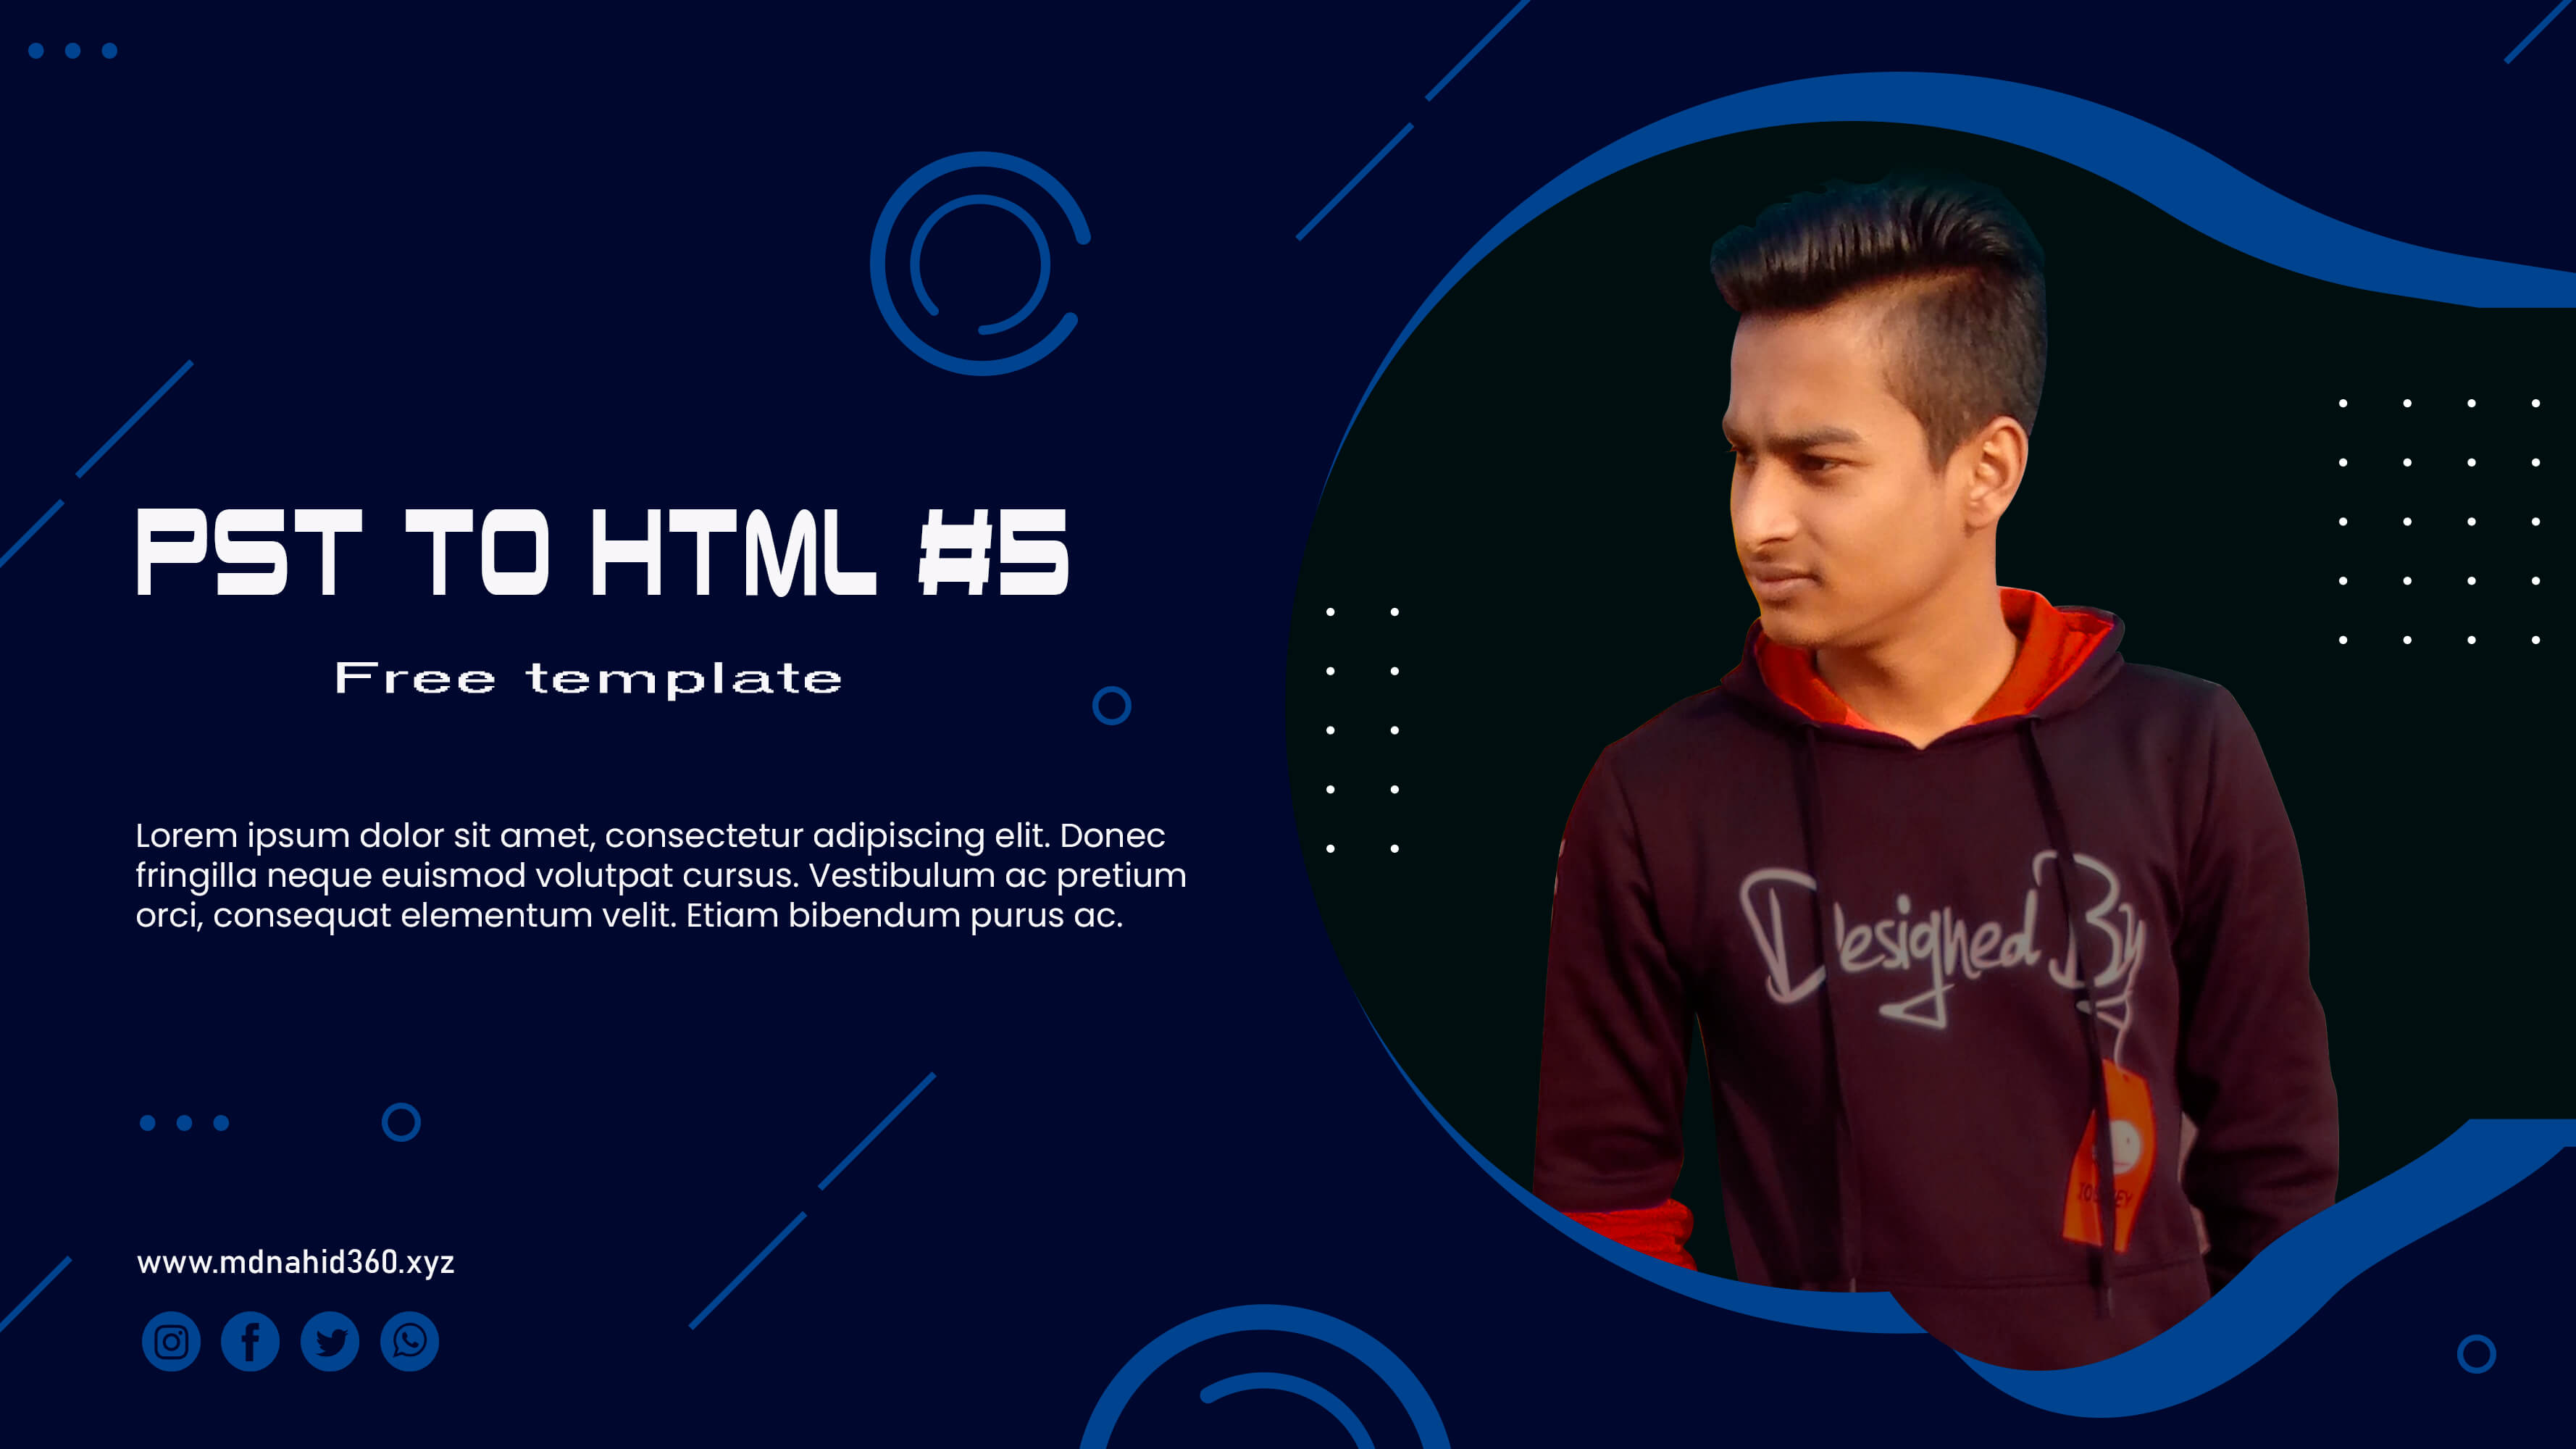 PST TO HTML #5
Free template
Lorem ipsum dolor sit amet, consectetur adipiscing elit. Donec
fringilla neque euismod volutpat cursus. Vestibulum ac pretium
orci, consequat elementum velit. Etiam bibendum purus ac.
Designed By
www.mdnahid360.xyz